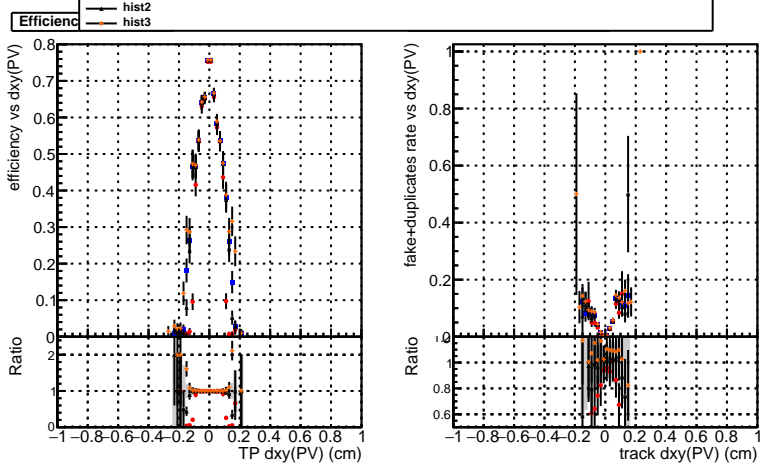 hist2
Efficienc
hist3
efficiency vs dxy(PV)
0.8
0.7
0.6
0.5
0.4
0.3
0.2
0.1
0
Ratio
2
1
0
−1 −0.8 −0.6 −0.4 −0.2 0 0.2 0.4 0.6 0.8 1
TP dxy(PV) (cm)
fake+duplicates rate vs dxy(PV)
1
0.8
0.6
0.4
0.2
Ratio
1.0
0.8
0.6
−1 −0.8 −0.6 −0.4 −0.2 0 0.2 0.4 0.6 0.8 1
track dxy(PV) (cm)